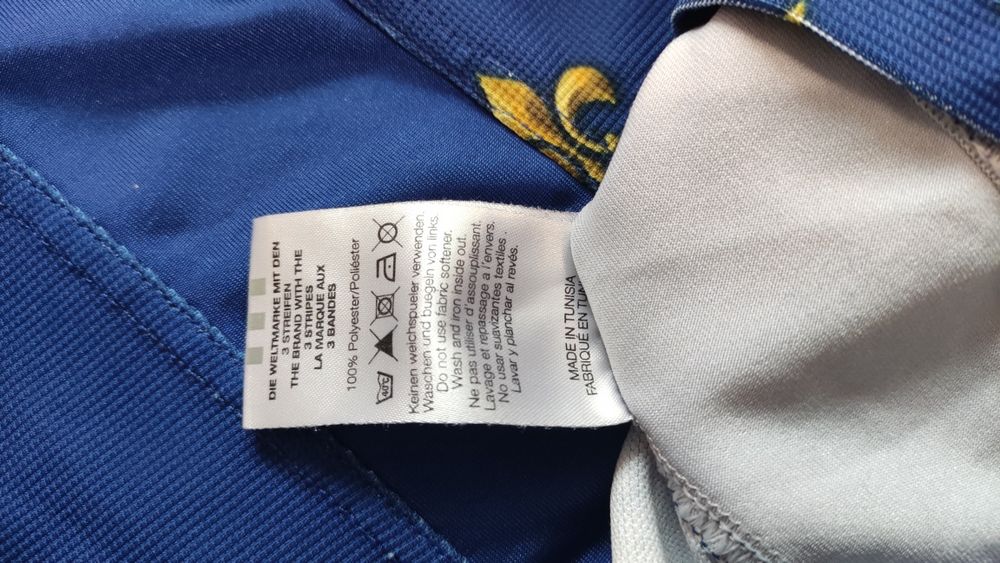 DIE WELTMARKE MIT DEN
3 STREIFEN
THE BRAND WITH THE
3 STRIPES
LA MARQUE AUX
3 BANDES
100% Polyester/Poliéster
40°C
Keinen weichspueler verwenden.
Waschen und buegeln von links.
Do not use fabric softener.
Wash and iron inside out.
Ne pas utiliser d'assouplissant.
Lavage et repassage a l'envers.
No usar suavizantes textiles.
Lavar y planchar al revés.
MADE IN TUNISIA
FABRIQUÉ EN